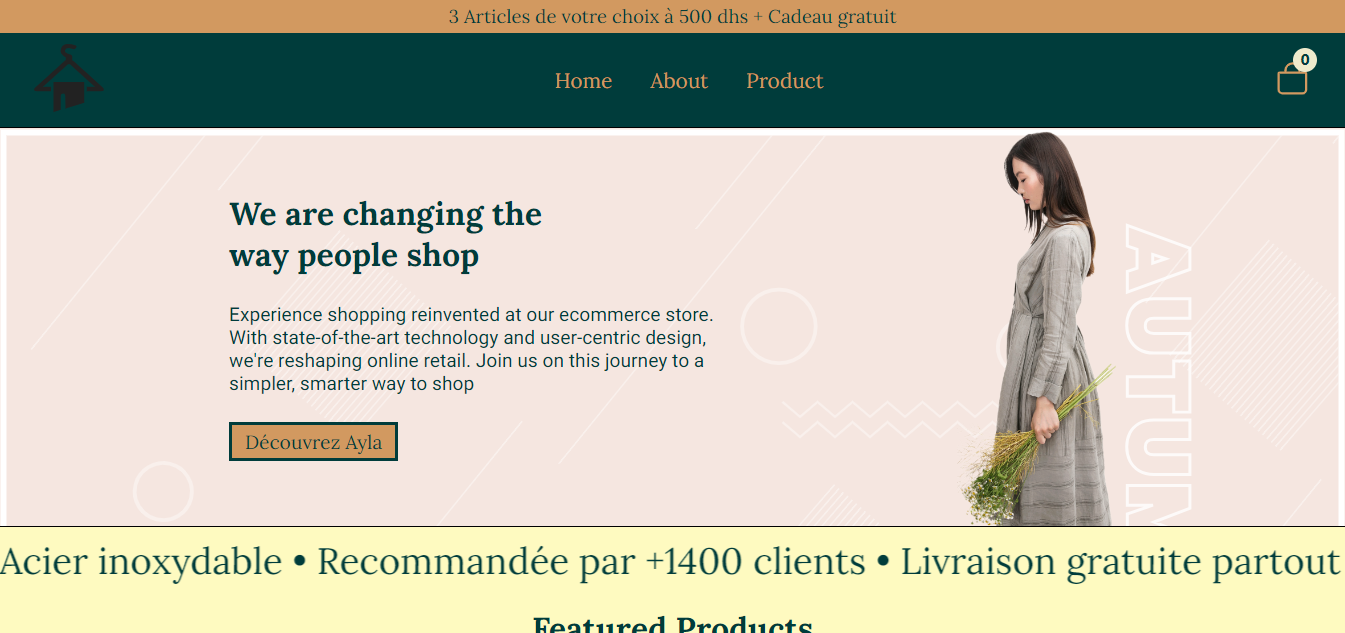 3 Articles de votre choix à 500 dhs + Cadeau gratuit
Home About Product
0
We are changing the
way people shop
Experience shopping reinvented at our ecommerce store.
With state-of-the-art technology and user-centric design,
we're reshaping online retail. Join us on this journey to a
simpler, smarter way to shop
Découvrez Ayla
AUTUM
Acier inoxydable • Recommandée par +1400 clients • Livraison gratuite partout
Featured Products